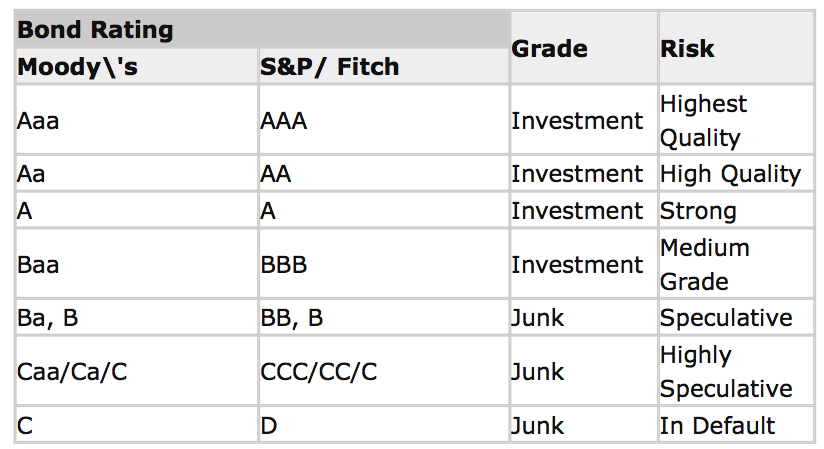 Bond Rating
Grade
Risk
Moody\'s
S&P/ Fitch
Aaa
AAA
Investment
Highest
Quality
Aa
AA
Investment
High Quality
A
A
Investment
Strong
Baa
BBB
Investment
Medium
Grade
Ba, B
BB, B
Junk
Speculative
Caa/Ca/C
CCC/CC/C
Junk
Highly
Speculative
C
D
Junk
In Default